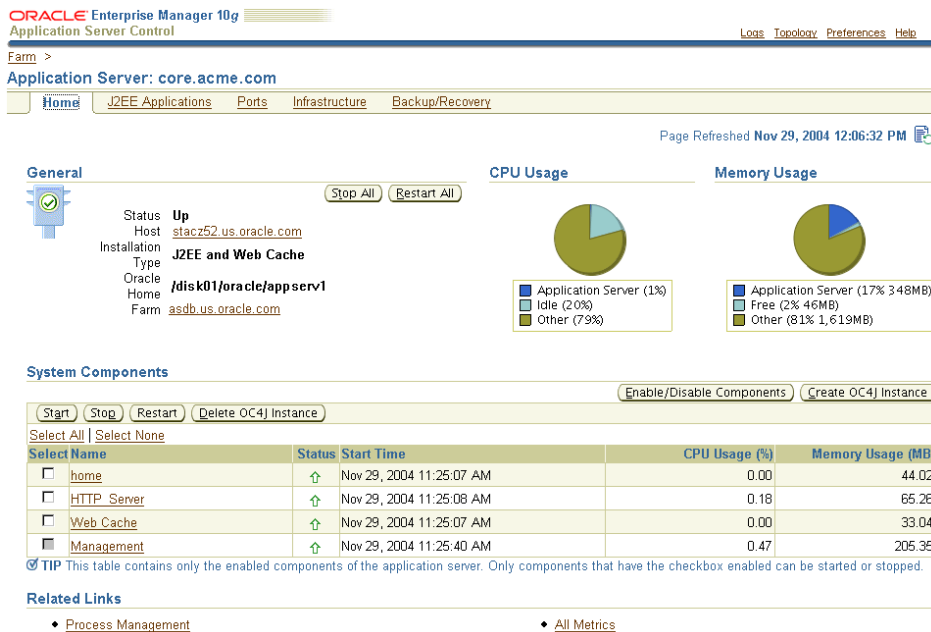 ORACLE Enterprise Manager 10g
Application Server Control
Logs Topology Preferences Help
Farm >
Application Server: core.acme.com
Home J2EE Applications Ports Infrastructure Backup/Recovery
Page Refreshed Nov 29, 2004 12:06:32 PM
General
Stop All Restart All
Status Up
Host stacz52.us.oracle.com
Installation Type J2EE and Web Cache
Oracle Home /disk01/oracle/appserv1
Farm asdb.us.oracle.com
CPU Usage
Application Server (1%)
Idle (20%)
Other (79%)
Memory Usage
Application Server (17% 348MB)
Free (2% 46MB)
Other (81% 1,619MB)
System Components
Enable/Disable Components Create OC4J Instance
Start Stop Restart Delete OC4J Instance
Select All | Select None
Select Name Status Start Time CPU Usage (%) Memory Usage (MB
home Nov 29, 2004 11:25:07 AM 0.00 44.02
HTTP_Server Nov 29, 2004 11:25:08 AM 0.18 65.26
Web Cache Nov 29, 2004 11:25:07 AM 0.00 33.04
Management Nov 29, 2004 11:25:40 AM 0.47 205.35
TIP This table contains only the enabled components of the application server. Only components that have the checkbox enabled can be started or stopped.
Related Links
Process Management
All Metrics